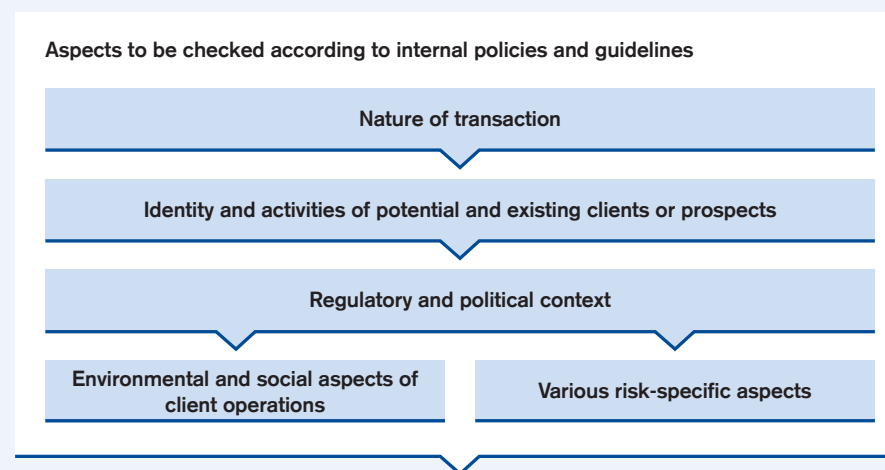 Aspects to be checked according to internal policies and guidelines
Nature of transaction
Identity and activities of potential and existing clients or prospects
Regulatory and political context
Environmental and social aspects of
client operations
Various risk-specific aspects